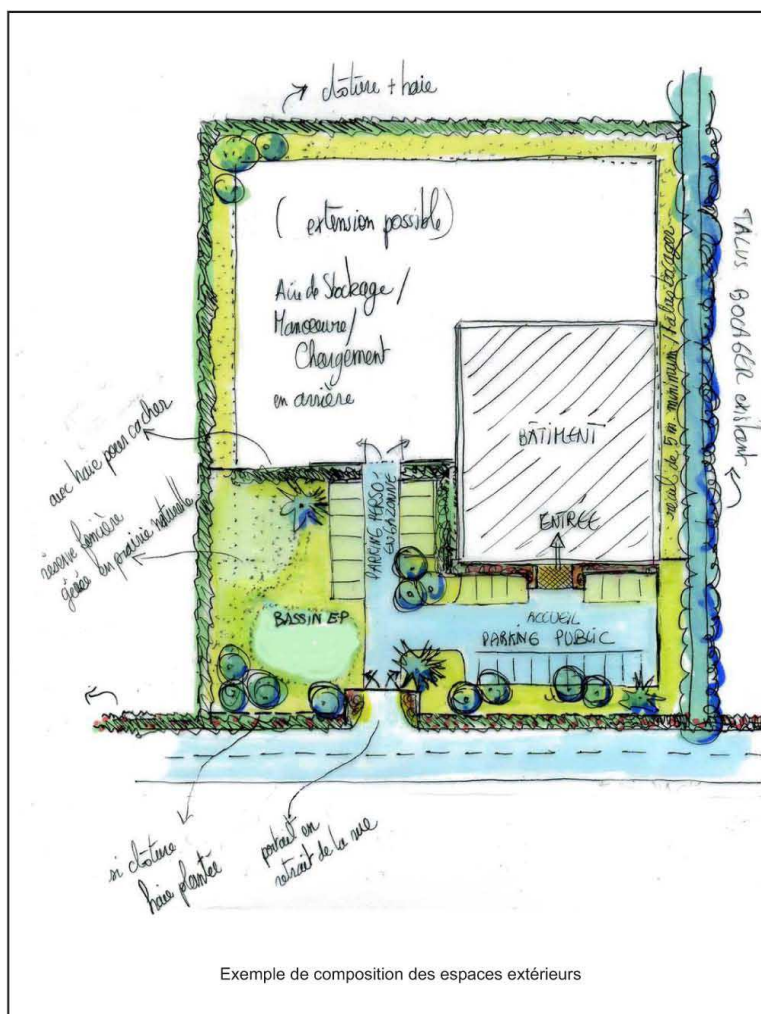 clôture + haie
( extension possible)
Aire de Stockage /
Manoeuvre /
Chargement
en arrière
TALUS BOCAGER existant
recul de 5 m minimum / talus bocager
BÂTIMENT
ENTRÉE
avec haie pour cacher
réserve foncière
gérée en prairie naturelle
PARKING PERSO
ENGAZONNÉ
BASSIN EP
ACCUEIL
PARKING PUBLIC
si clôture
haie plantée
portail en
retrait de la rue
Exemple de composition des espaces extérieurs